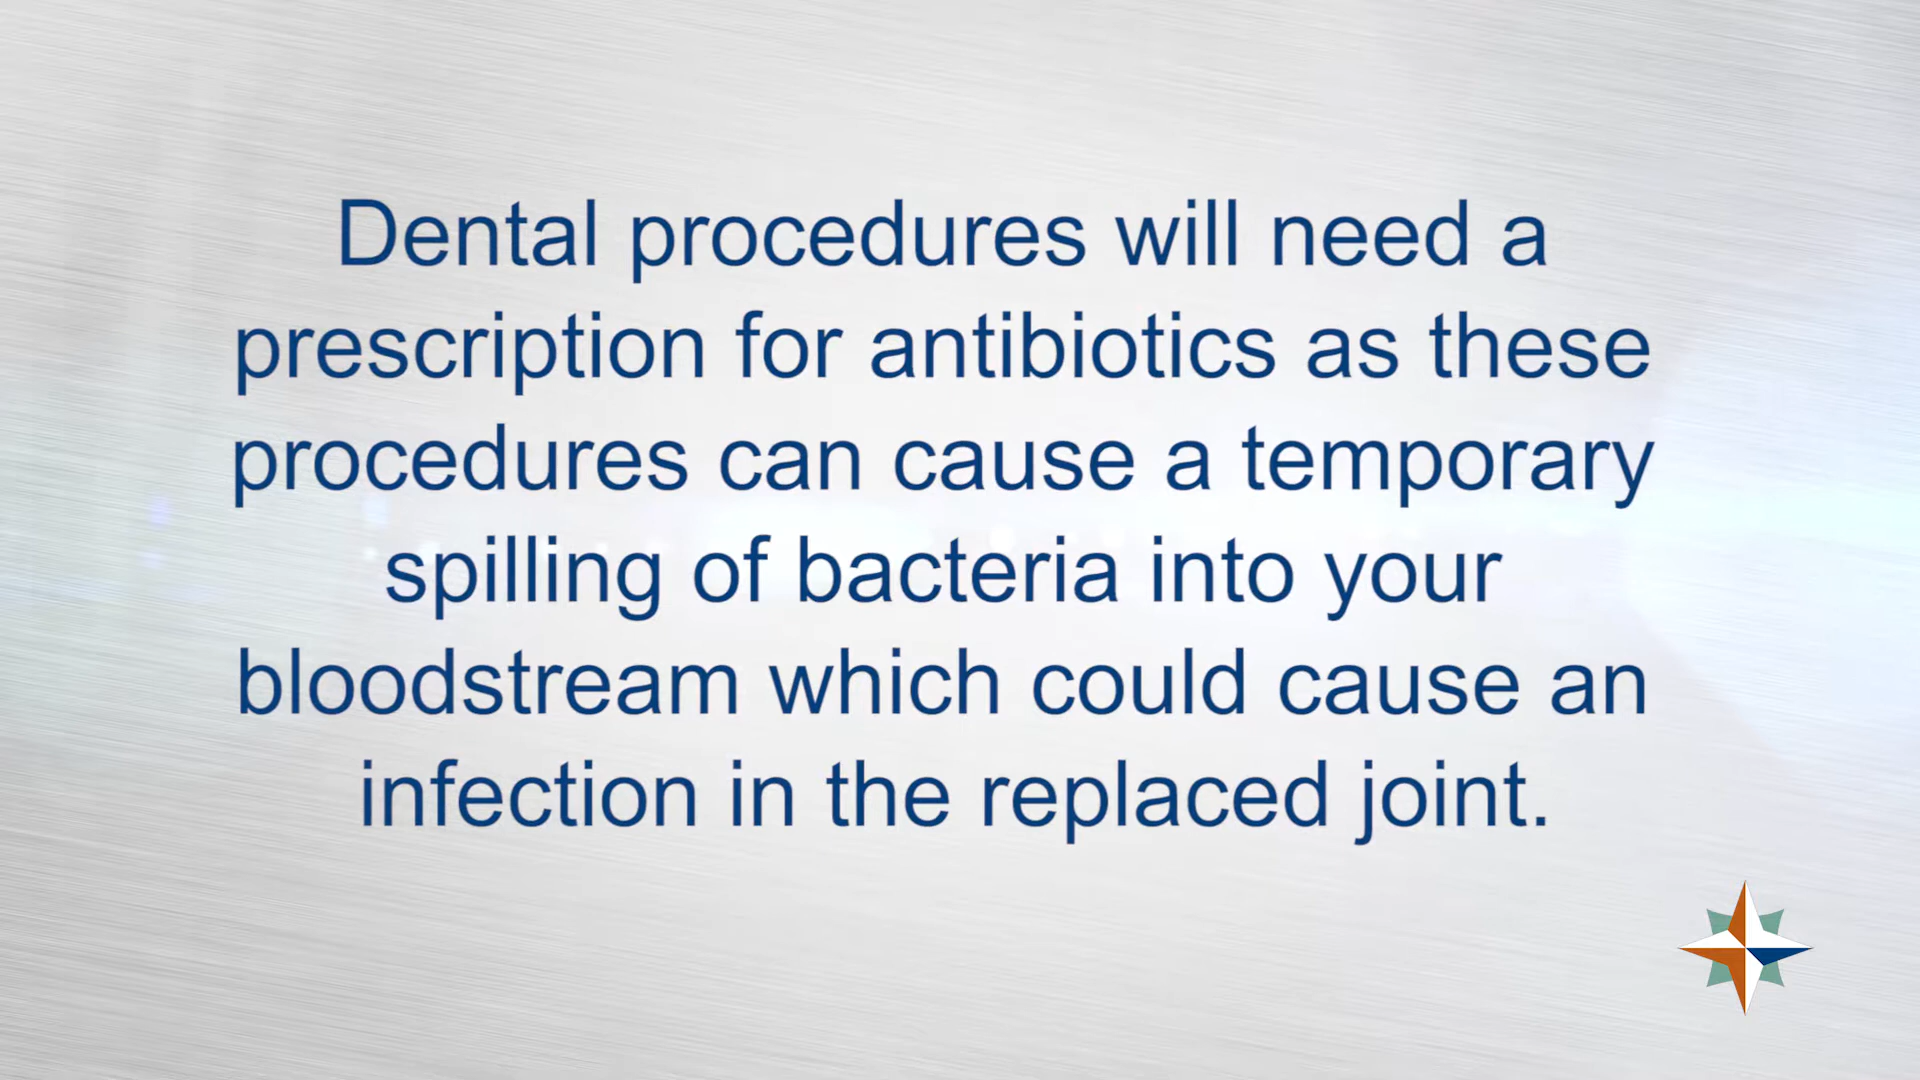 Dental procedures will need a
prescription for antibiotics as these
procedures can cause a temporary
spilling of bacteria into your
bloodstream which could cause an
infection in the replaced joint.